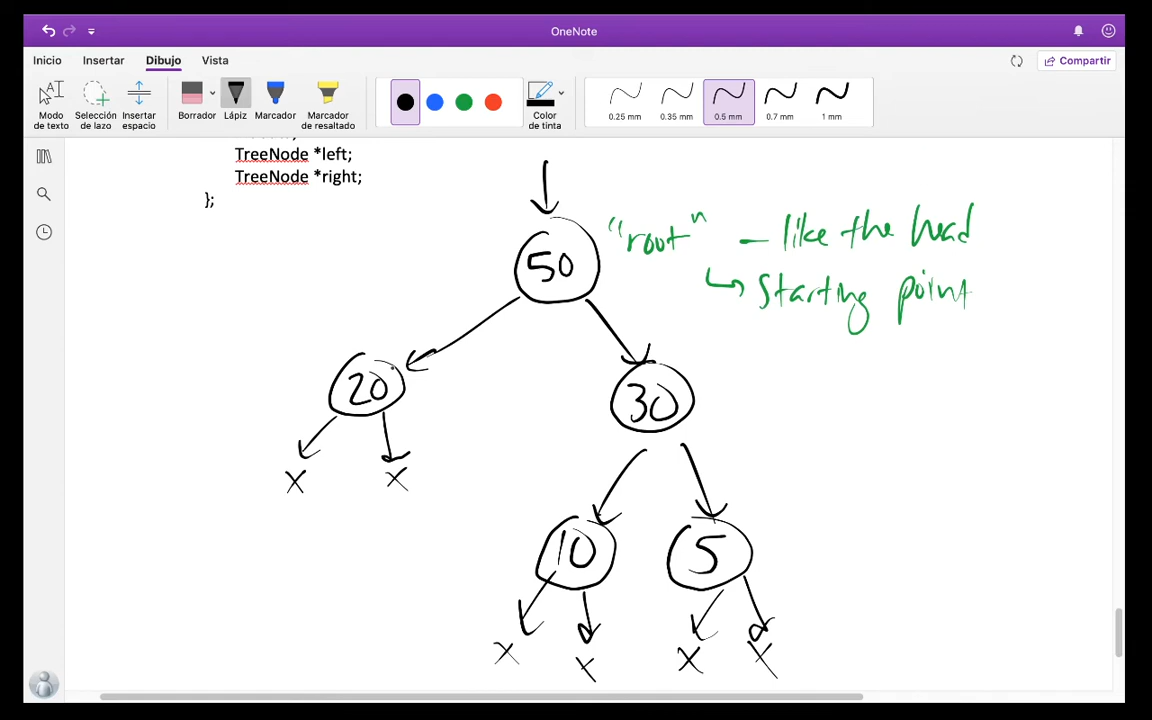 OneNote
Inicio
Insertar
Dibujo
Vista
Compartir
Modo
de texto
Selección
de lazo
Insertar
espacio
Borrador
Lápiz
Marcador
Marcador
de resaltado
Color
de tinta
0.25 mm
0.35 mm
0.5 mm
0.7 mm
1 mm
TreeNode *left;
TreeNode *right;
};
"root" - like the head
↳ Starting point
50
20
30
X X
10
5
X X X X